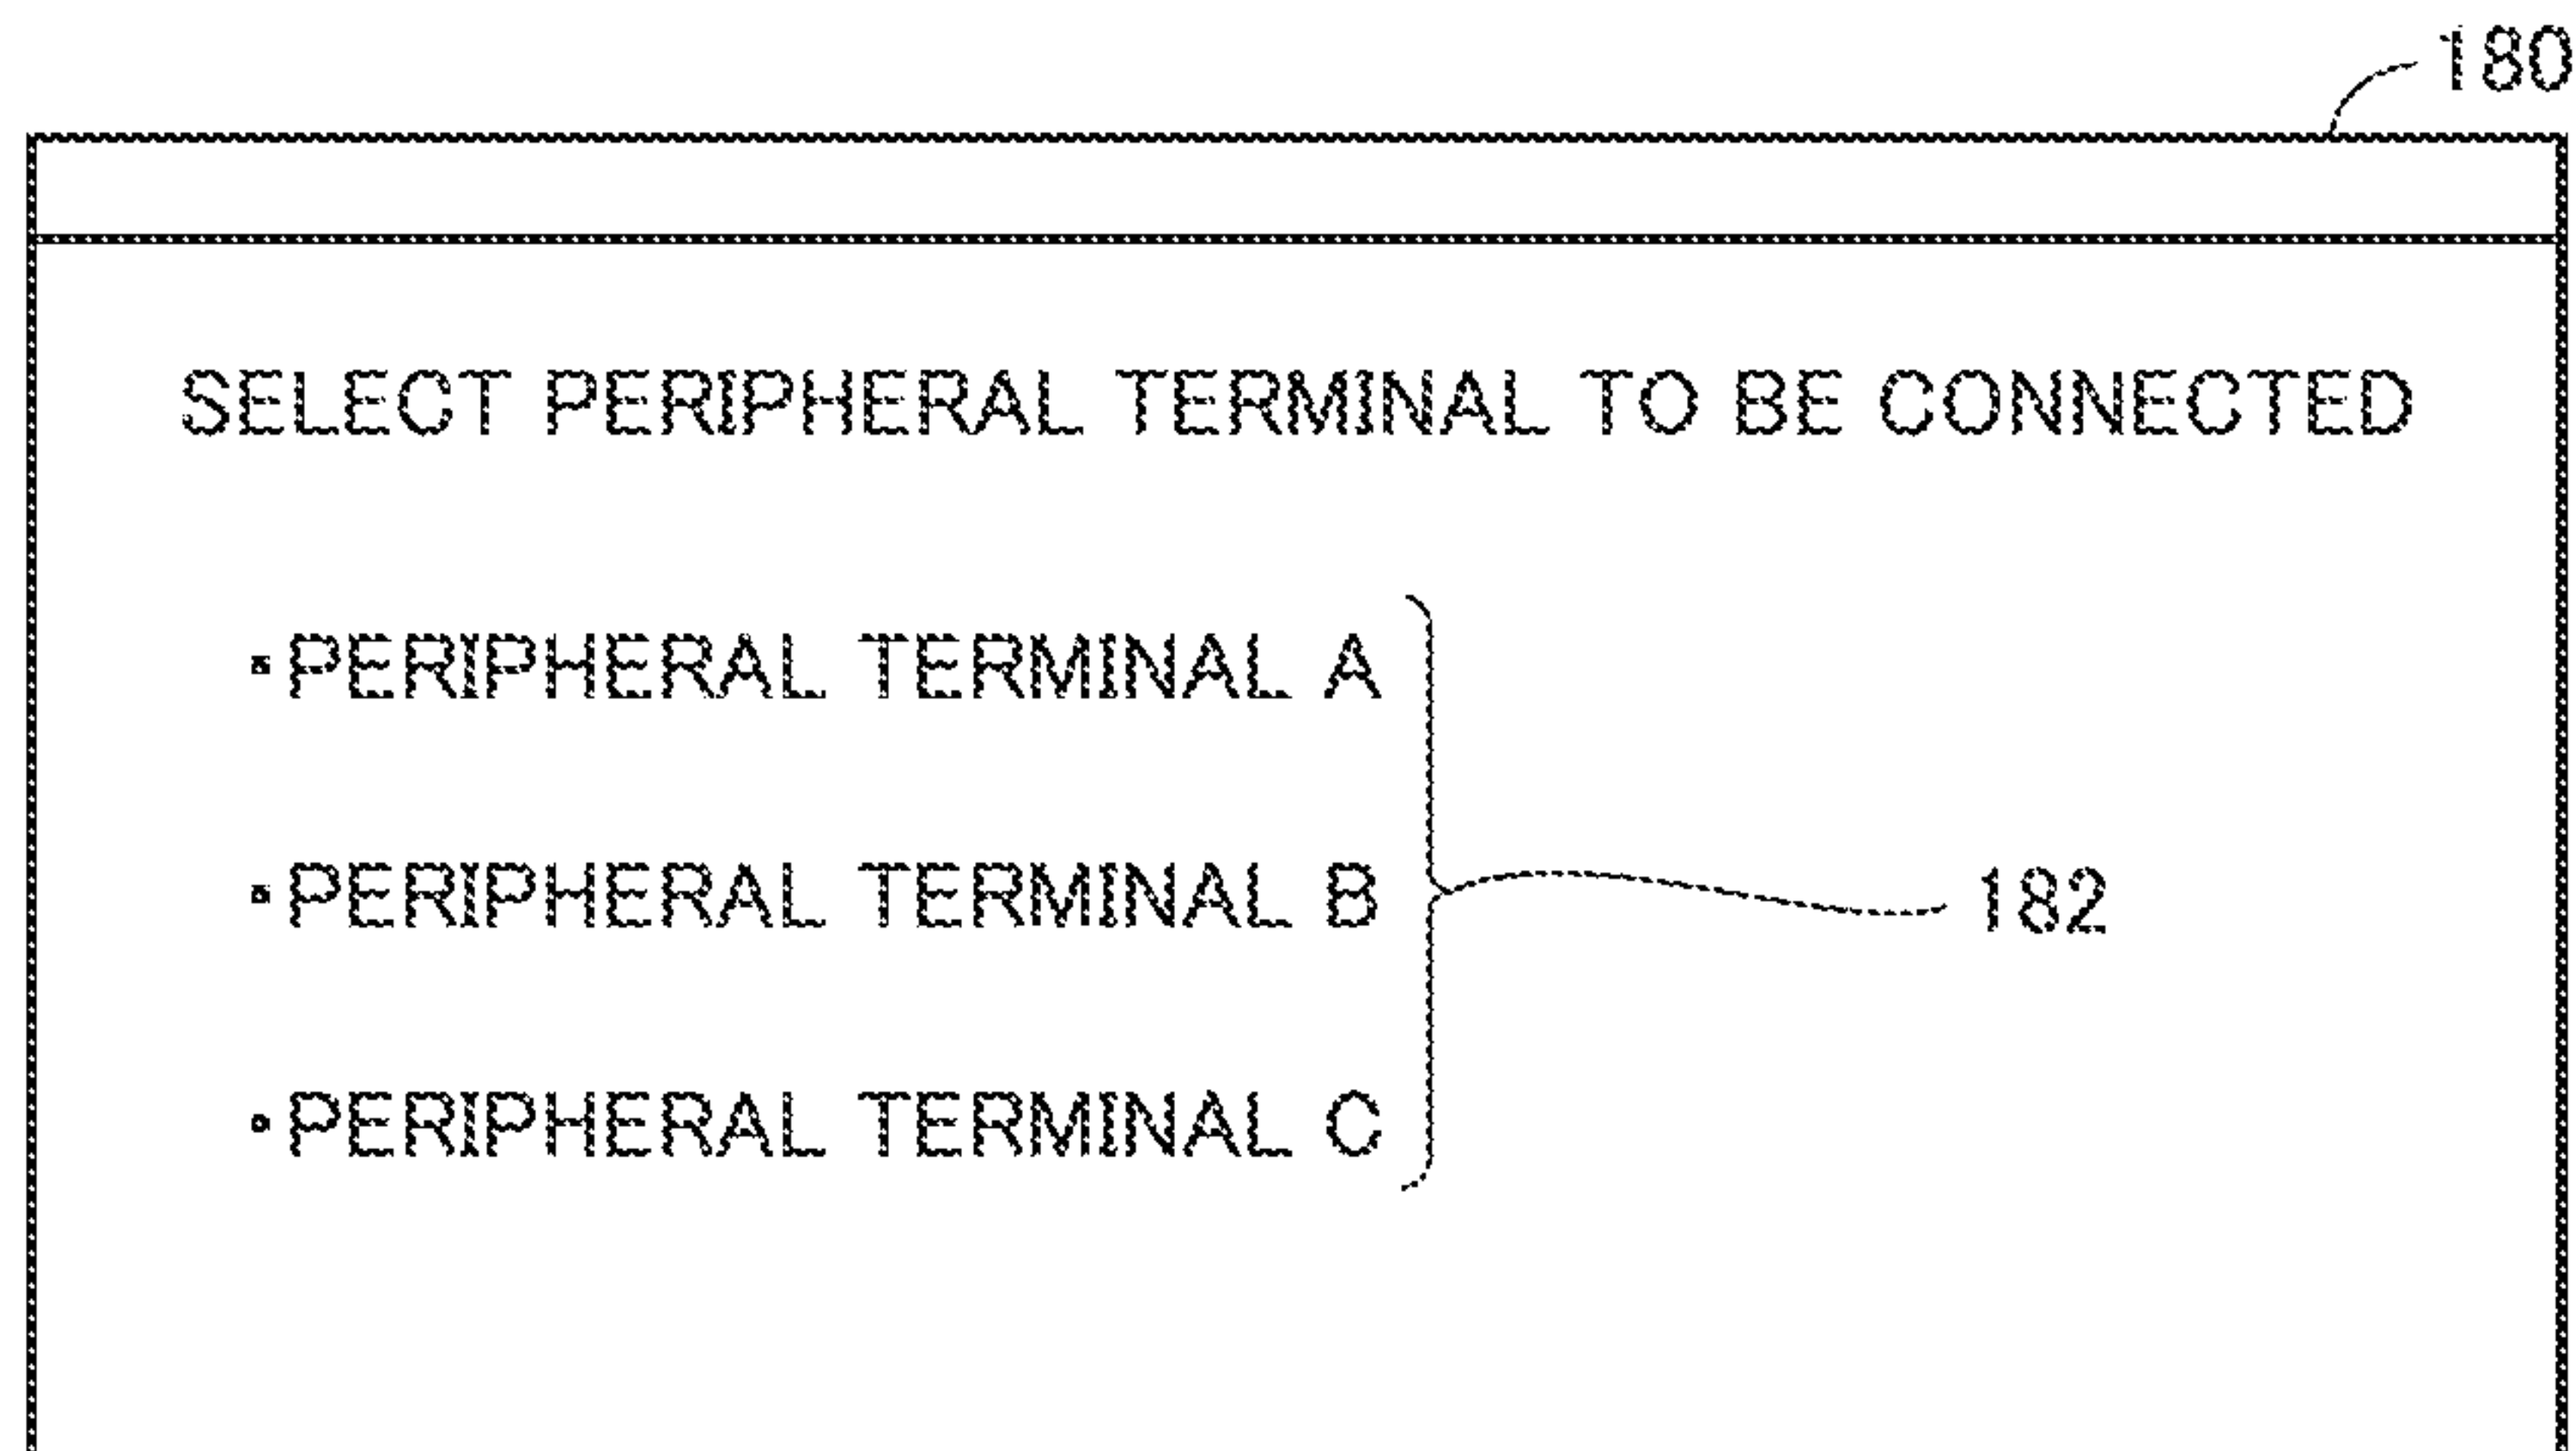 180
SELECT PERIPHERAL TERMINAL TO BE CONNECTED
・PERIPHERAL TERMINAL A
・PERIPHERAL TERMINAL B
182
・PERIPHERAL TERMINAL C